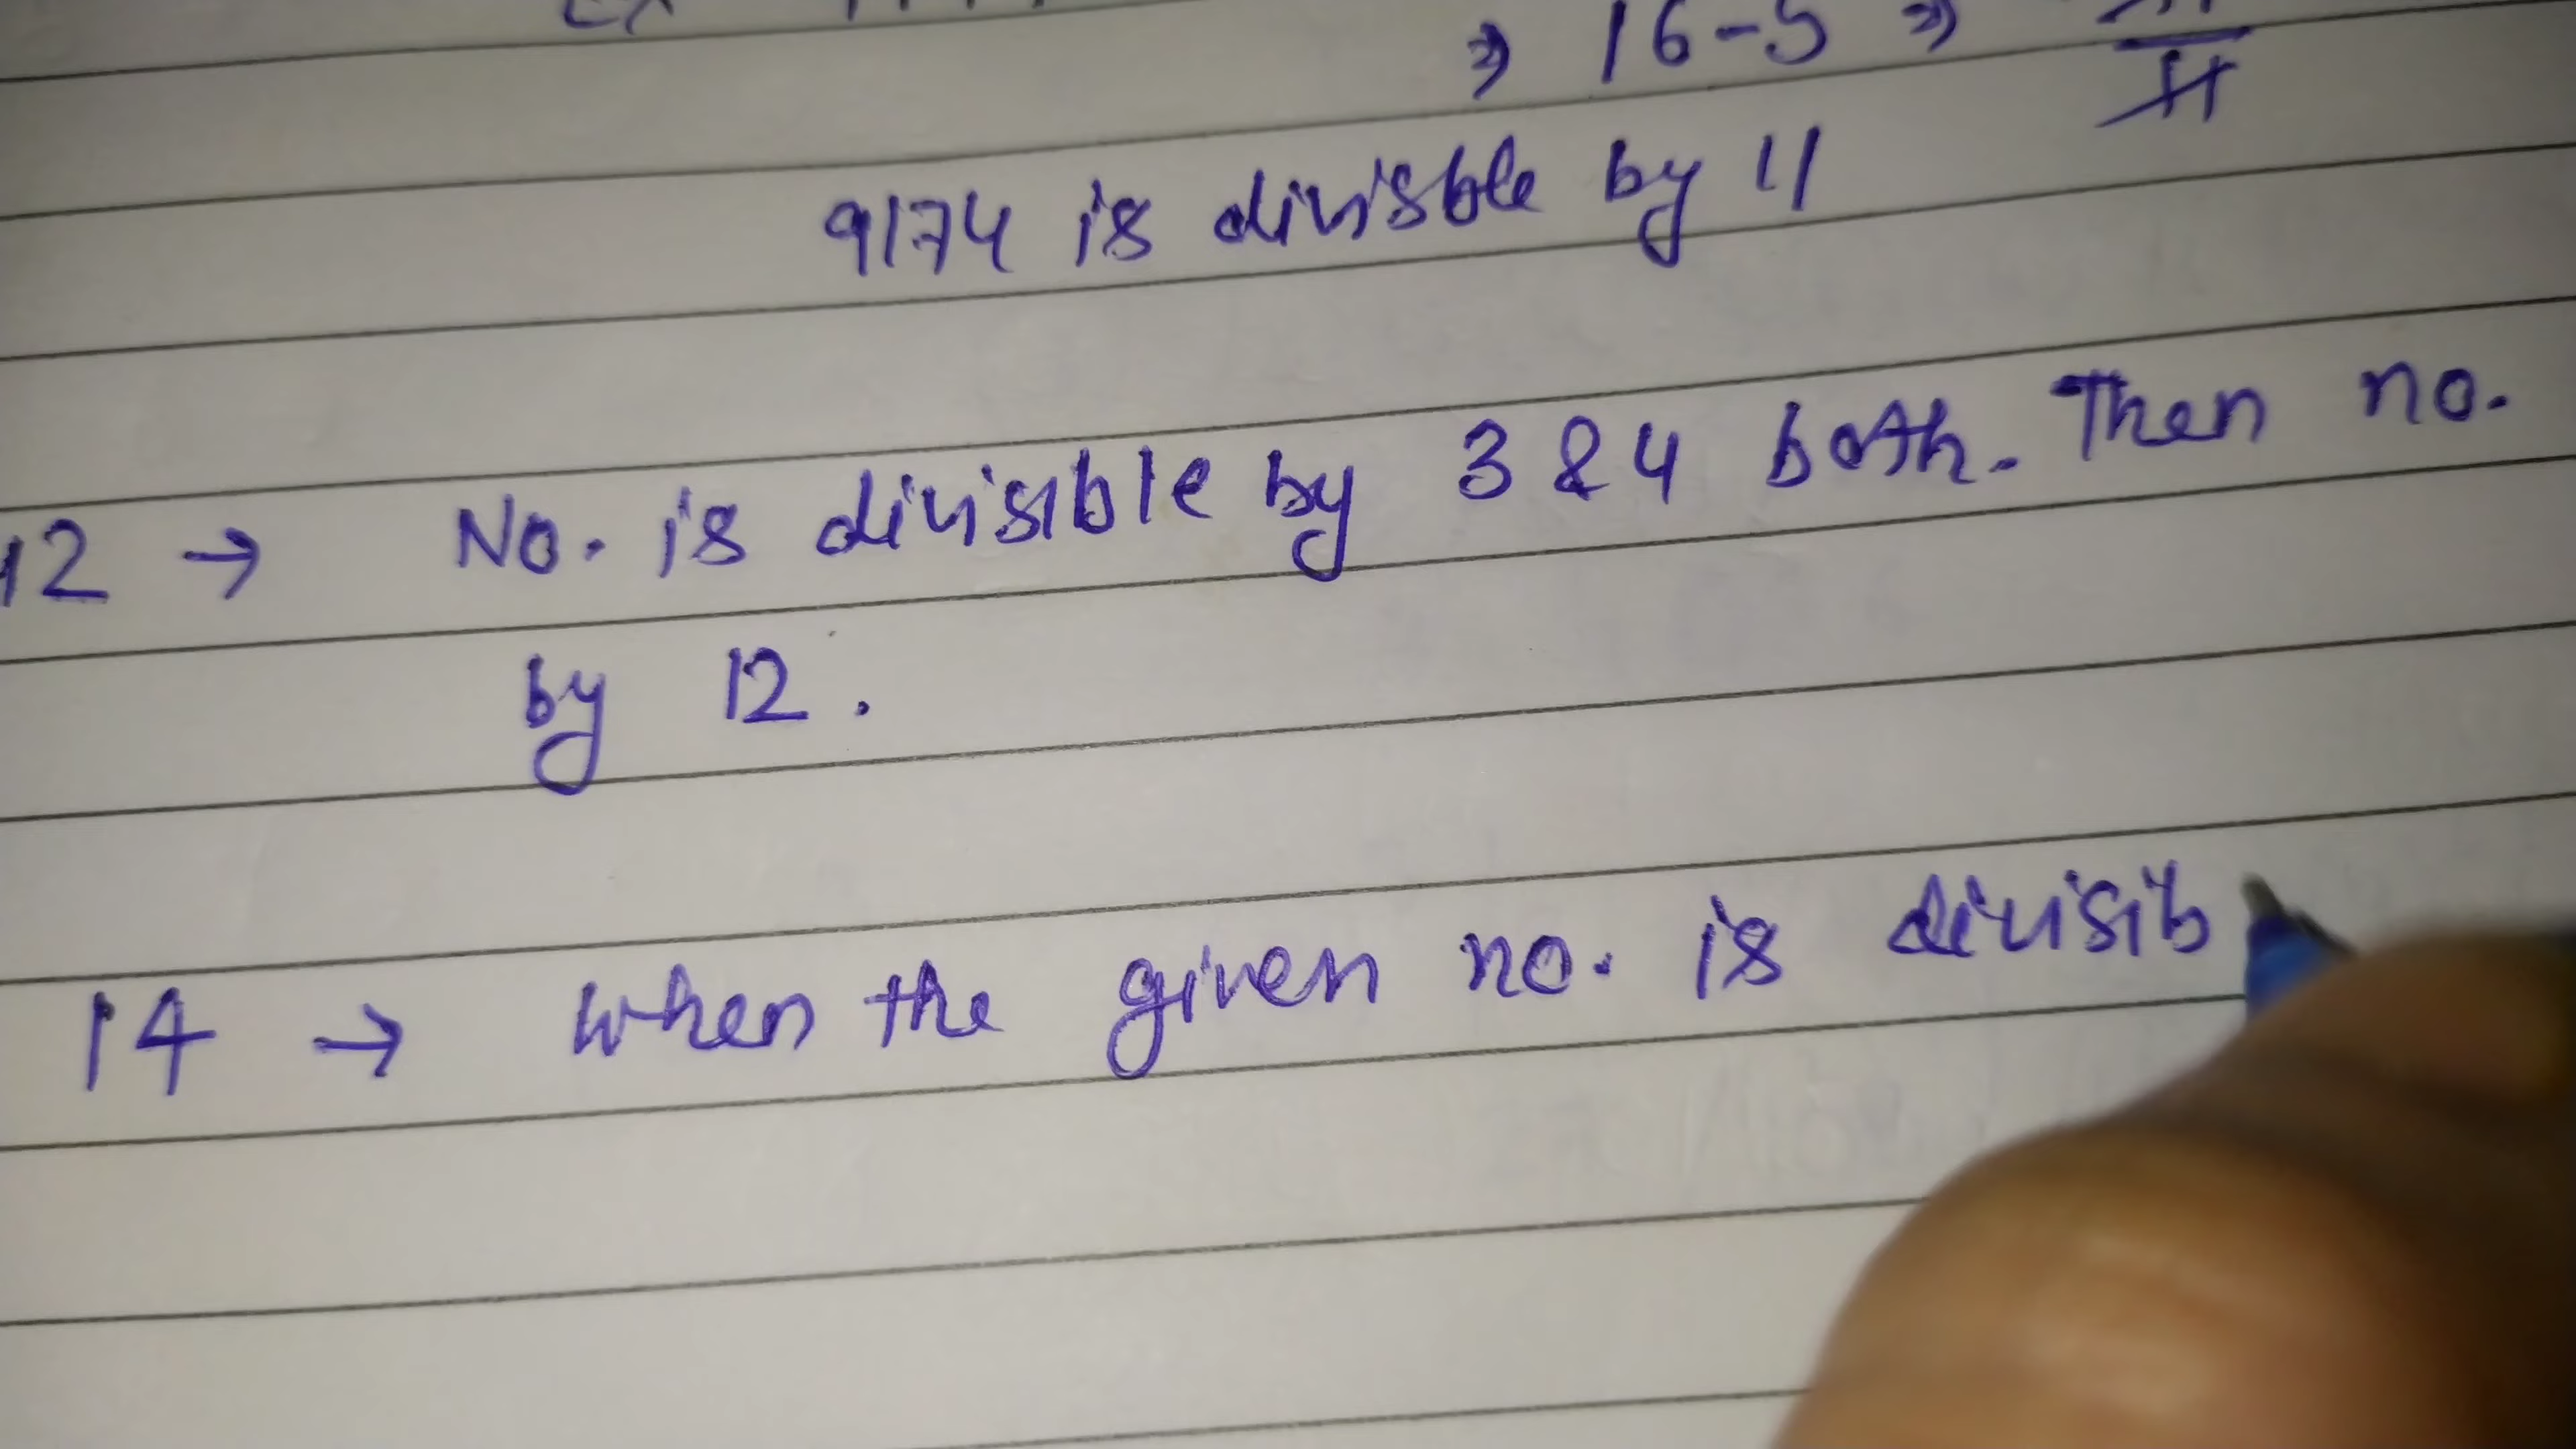 ⇒ 16-5 ⇒ 11
9174 is divisble by 11
12 → No. is divisible by 3 & 4 both. Then no.
by 12.
14 → when the given no. is divisib